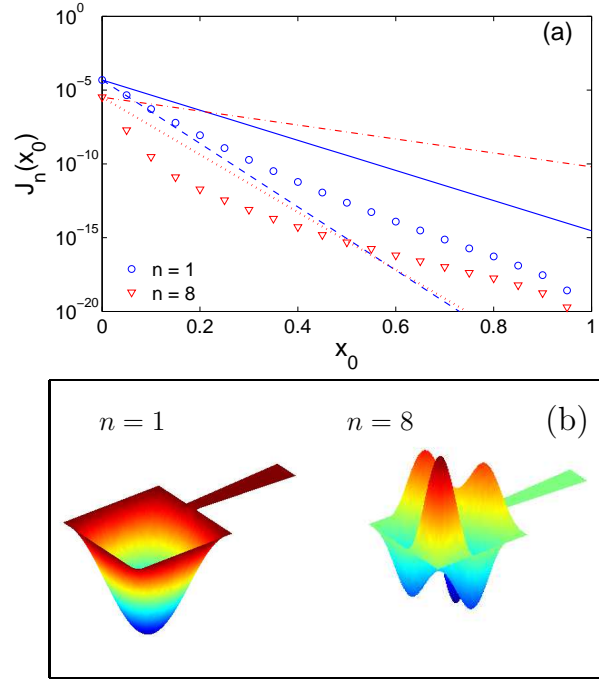 10^0
(a)
10^-5
10^-10
10^-15
10^-20
J_n(x_0)
n = 1
n = 8
0 0.2 0.4 0.6 0.8 1
x_0
n = 1 n = 8 (b)